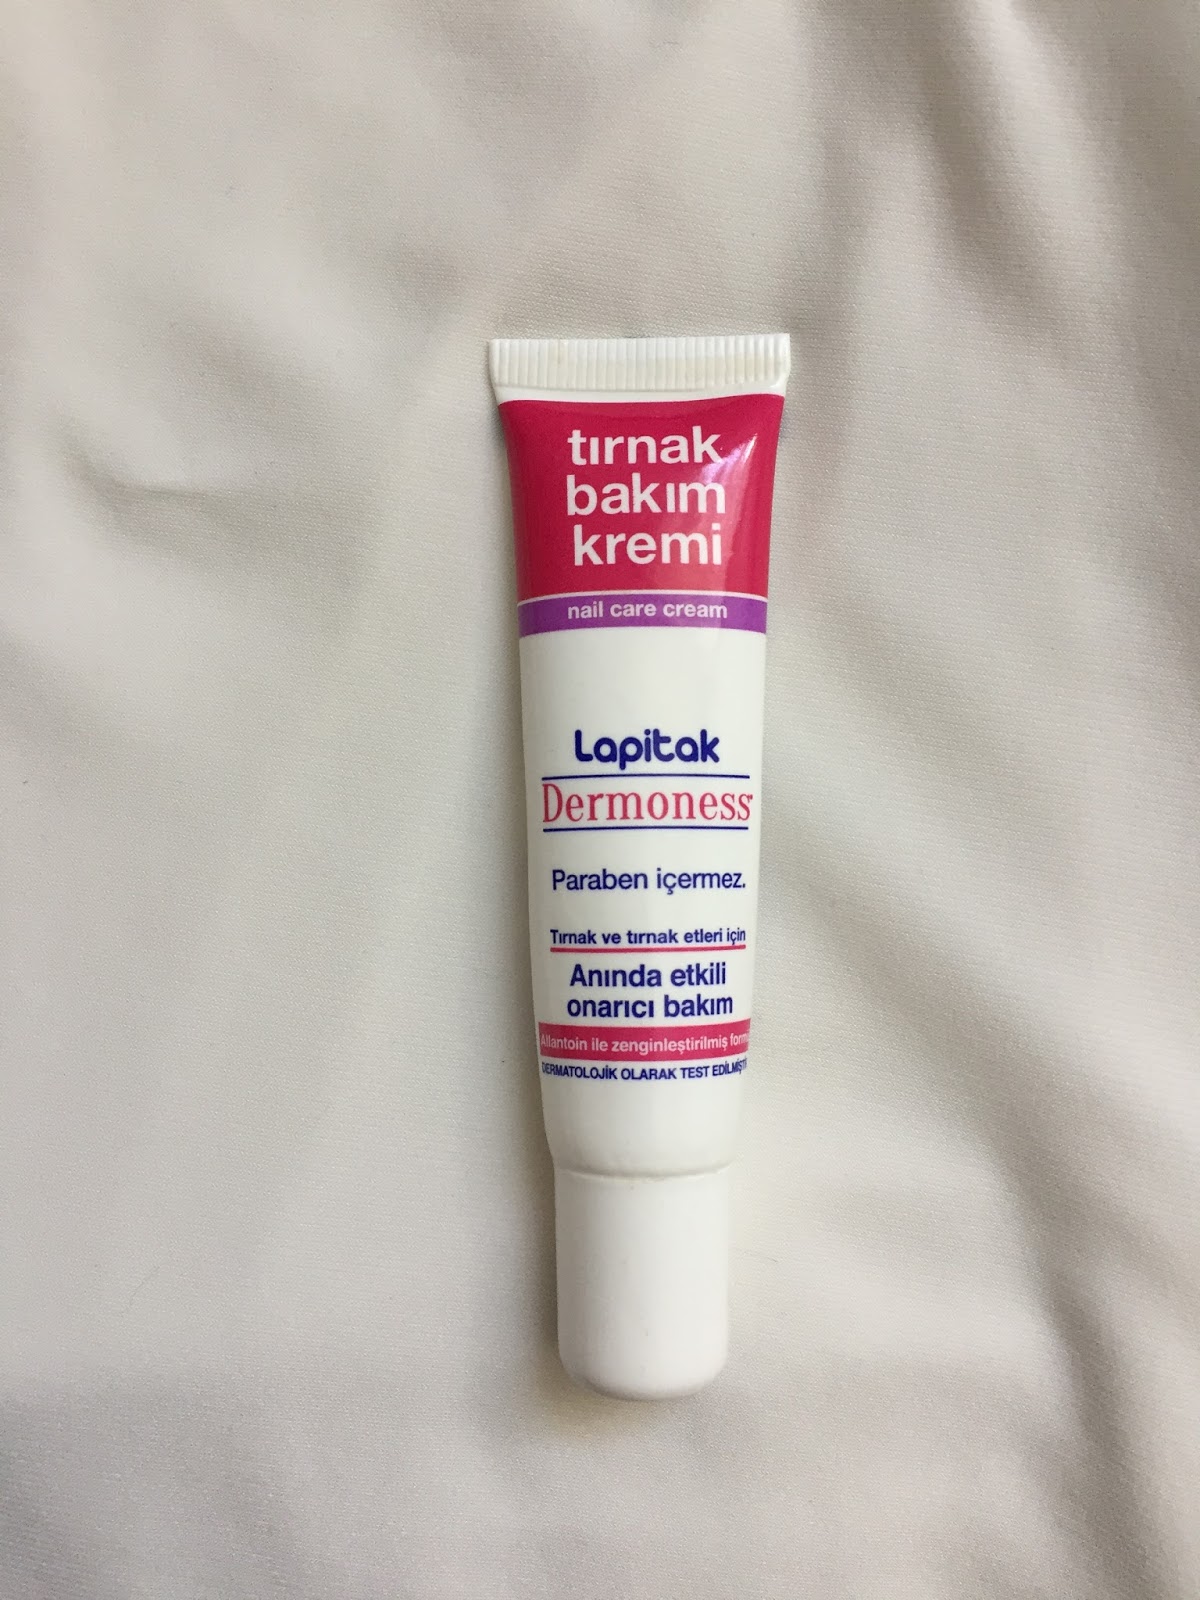 tırnak
bakım
kremi
nail care cream
Lapitak
Dermoness
Paraben içermez.
Tırnak ve tırnak etleri için
Anında etkili
onarıcı bakım
Allantoin ile zenginleştirilmiş
DERMATOLOJİK OLARAK TEST